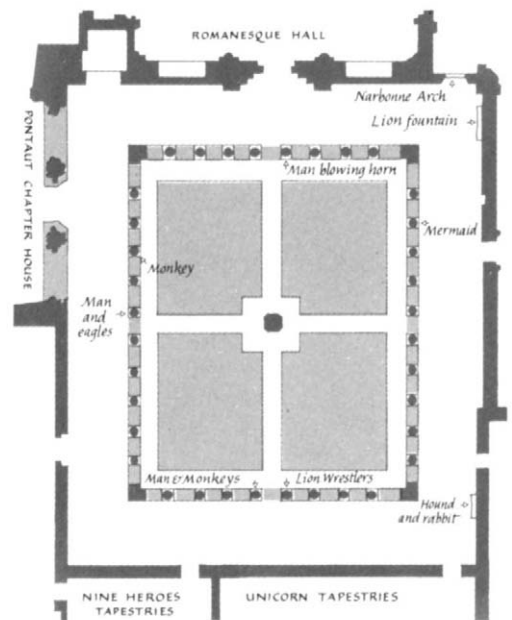 ROMANESQUE HALL
Narbonne Arch
Lion fountain
PONTAUT CHAPTER HOUSE
Man blowing horn
Mermaid
Monkey
Man
and
eagles
Man & Monkeys
Lion Wrestlers
Hound
and rabbit
NINE HEROES
TAPESTRIES
UNICORN TAPESTRIES